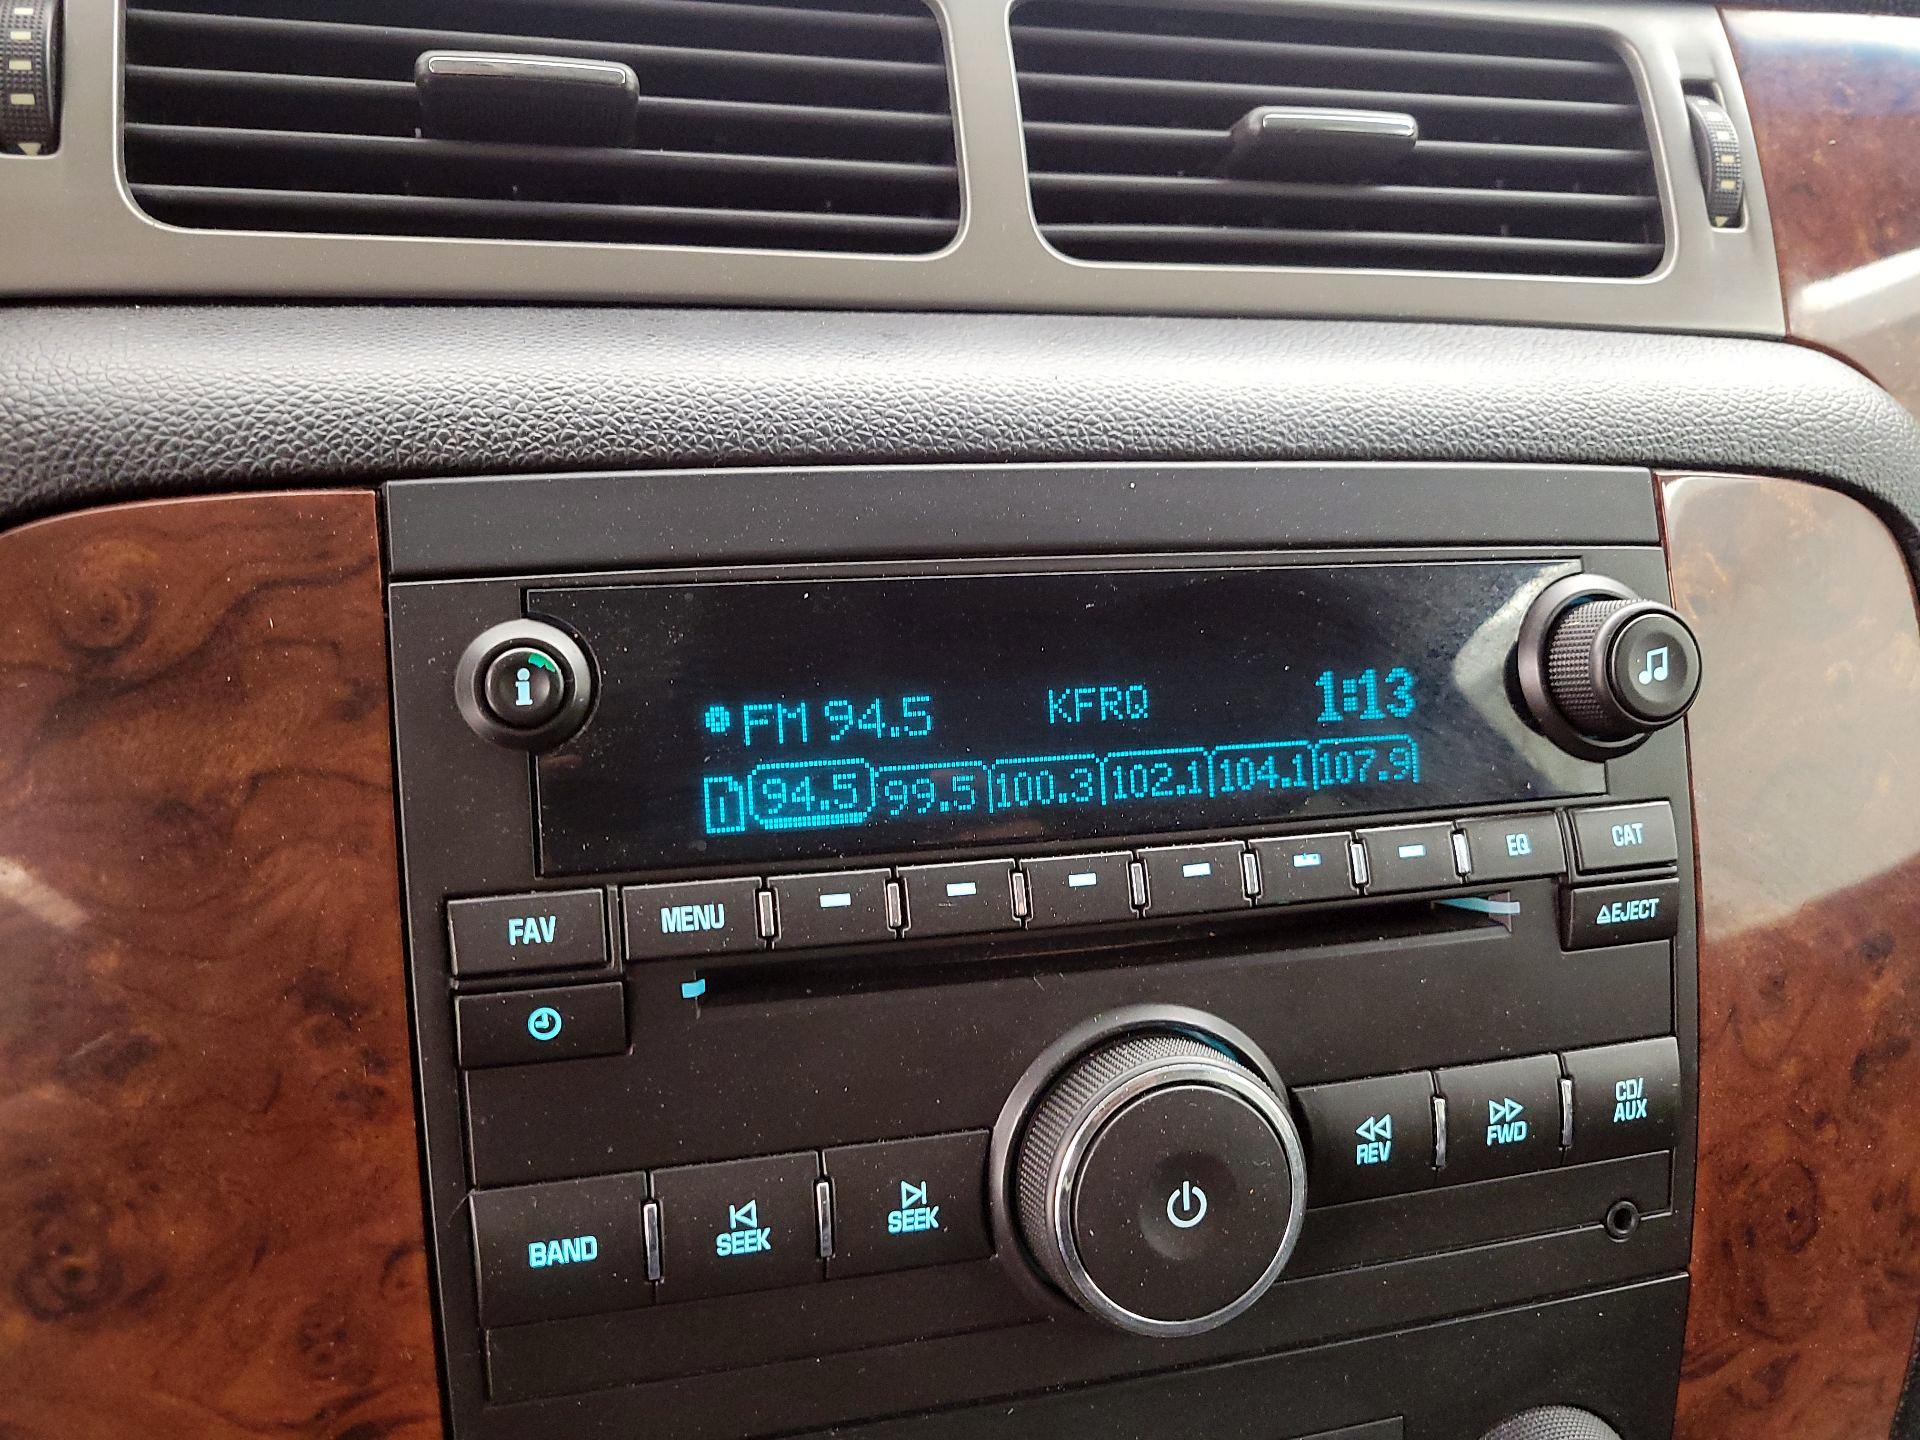 FM 94.5 KFRQ 1:13
1 94.5 99.5 100.3 102.1 104.1 107.9
EQ CAT
FAV MENU
EJECT
REV FWD CD/
AUX
BAND SEEK SEEK